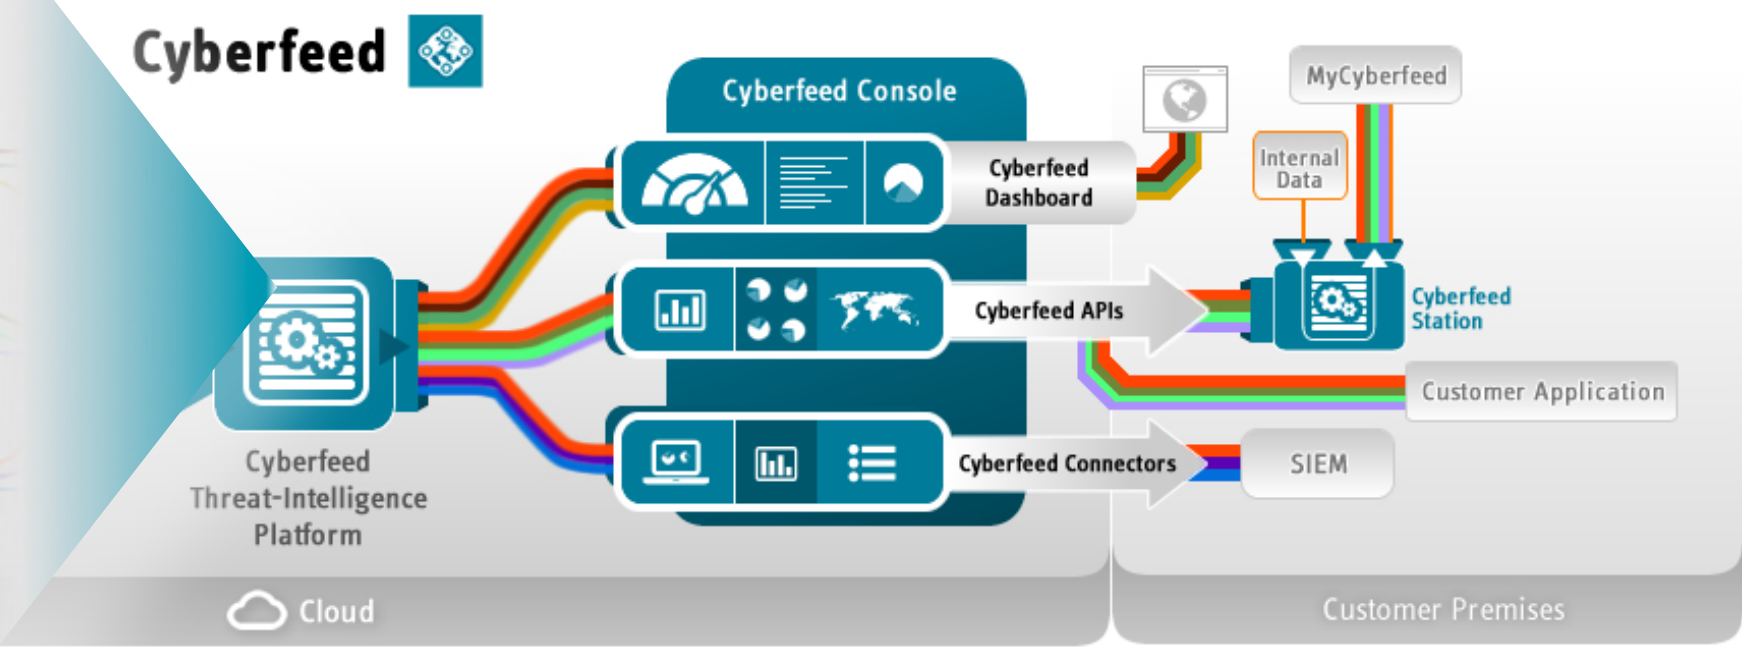 Cyberfeed
Cyberfeed Console
MyCyberfeed
Internal
Data
Cyberfeed
Dashboard
Cyberfeed APIs
Cyberfeed
Station
Customer Application
Cyberfeed Connectors
SIEM
Cyberfeed
Threat-Intelligence
Platform
Cloud
Customer Premises